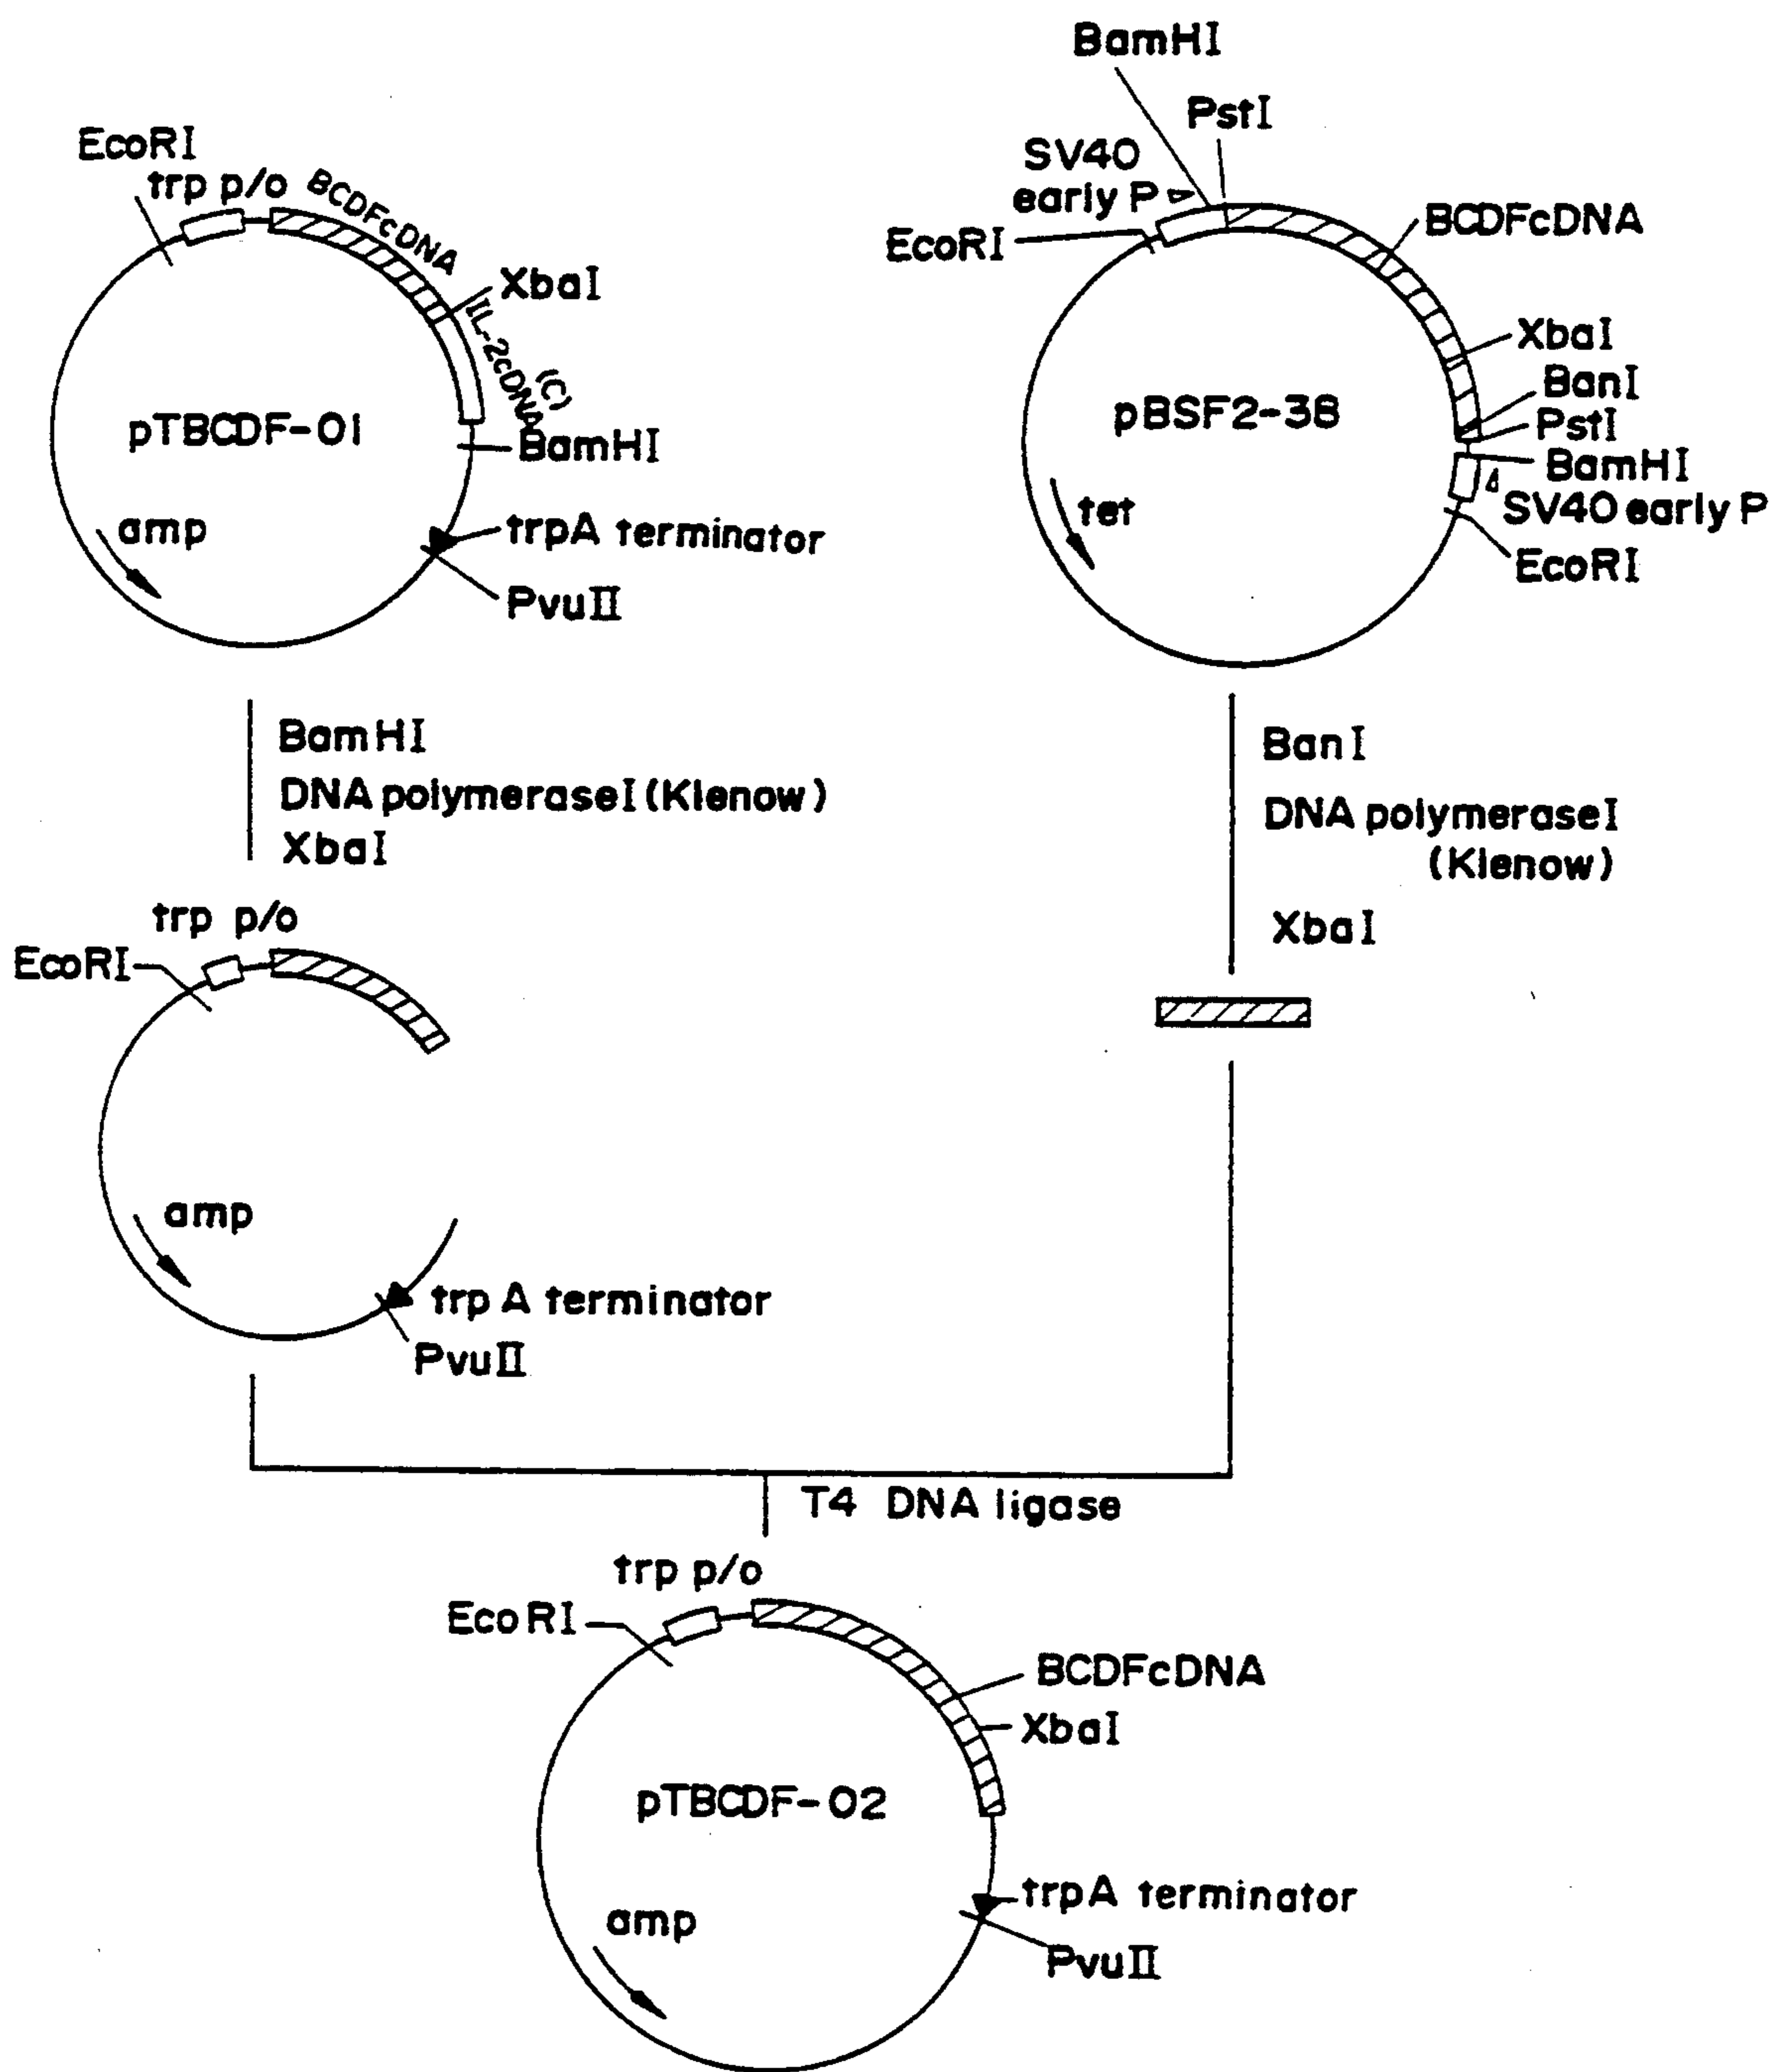 EcoRI
trp p/o
BCDFcDNA
XbaI
IL-2cDNA
(C)
BamHI
pTBCDF-01
amp
trpA terminator
PvuII
BamHI
PstI
SV40
early P
EcoRI
BCDFcDNA
XbaI
BanI
PstI
BamHI
SV40 early P
EcoRI
pBSF2-38
tet
BamHI
DNA polymeraseI (Klenow)
XbaI
BanI
DNA polymeraseI
(Klenow)
XbaI
trp p/o
EcoRI
amp
trp A terminator
PvuII
T4 DNA ligase
trp p/o
EcoRI
BCDFcDNA
XbaI
pTBCDF-02
amp
trpA terminator
PvuII